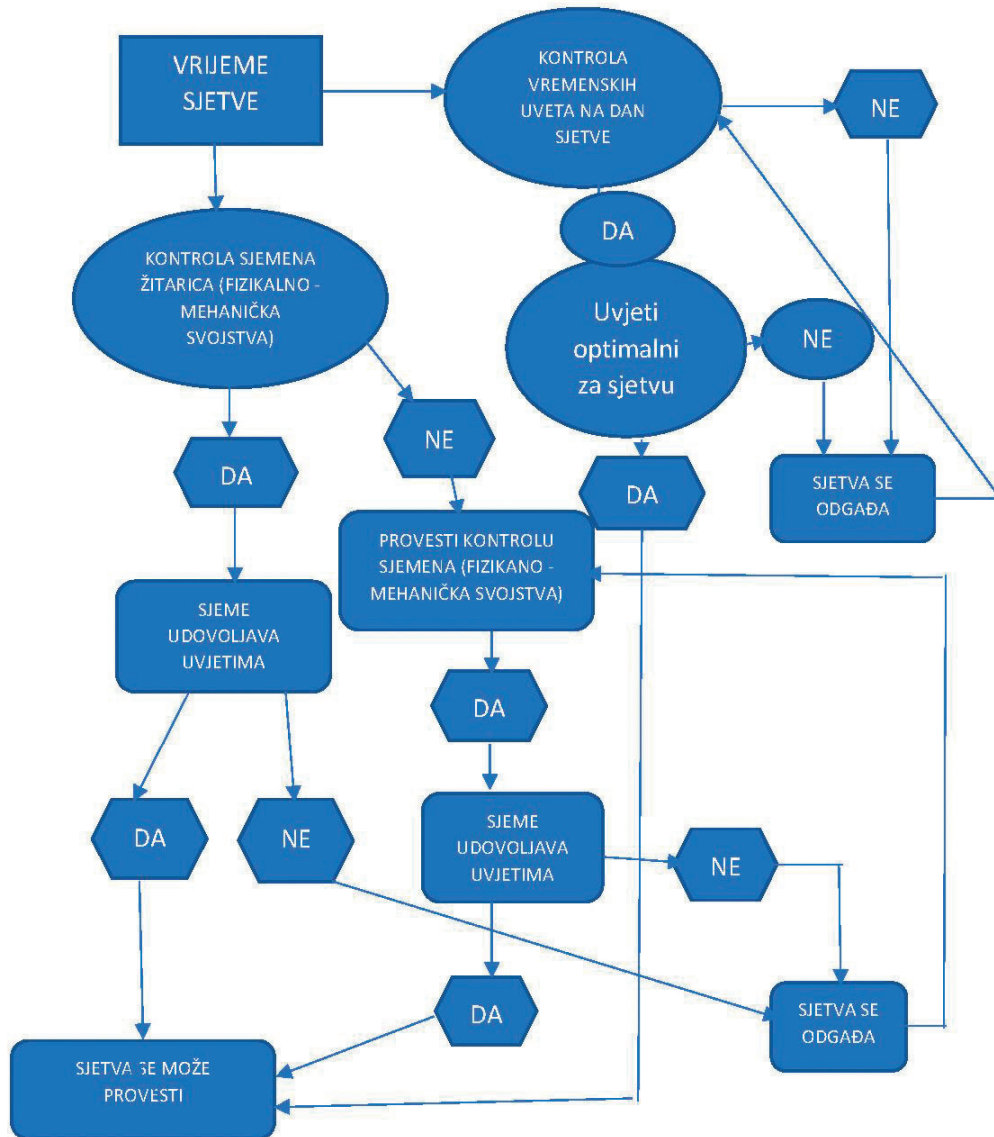 VRIJEME
SJETVE
KONTROLA
VREMENSKIH
UVETA NA DAN
SJETVE
NE
DA
KONTROLA SJEMENA
ŽITARICA (FIZIKALNO -
MEHANIČKA
SVOJSTVA)
Uvjeti
optimalni
za sjetvu
NE
NE
DA
DA
SJETVA SE
ODGAĐA
PROVESTI KONTROLU
SJEMENA (FIZIKANO -
MEHANIČKA SVOJSTVA)
SJEME
UDOVOLJAVA
UVJETIMA
DA
DA
NE
SJEME
UDOVOLJAVA
UVJETIMA
NE
DA
SJETVA SE
ODGAĐA
SJETVA SE MOŽE
PROVESTI